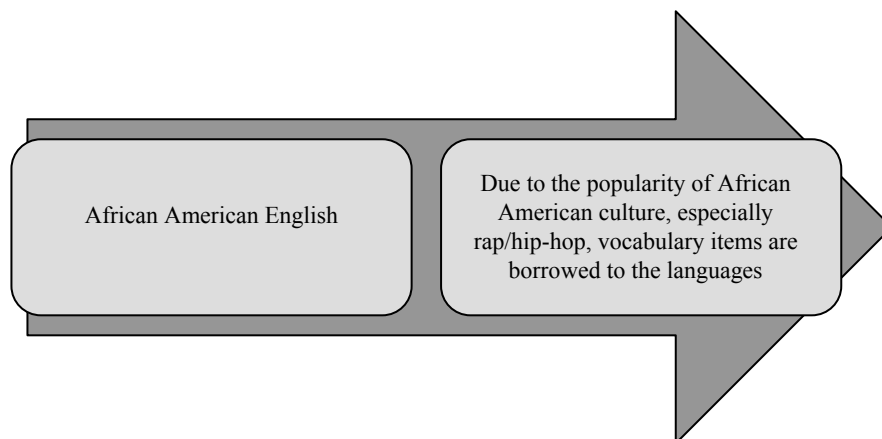 African American English
Due to the popularity of African
American culture, especially
rap/hip-hop, vocabulary items are
borrowed to the languages